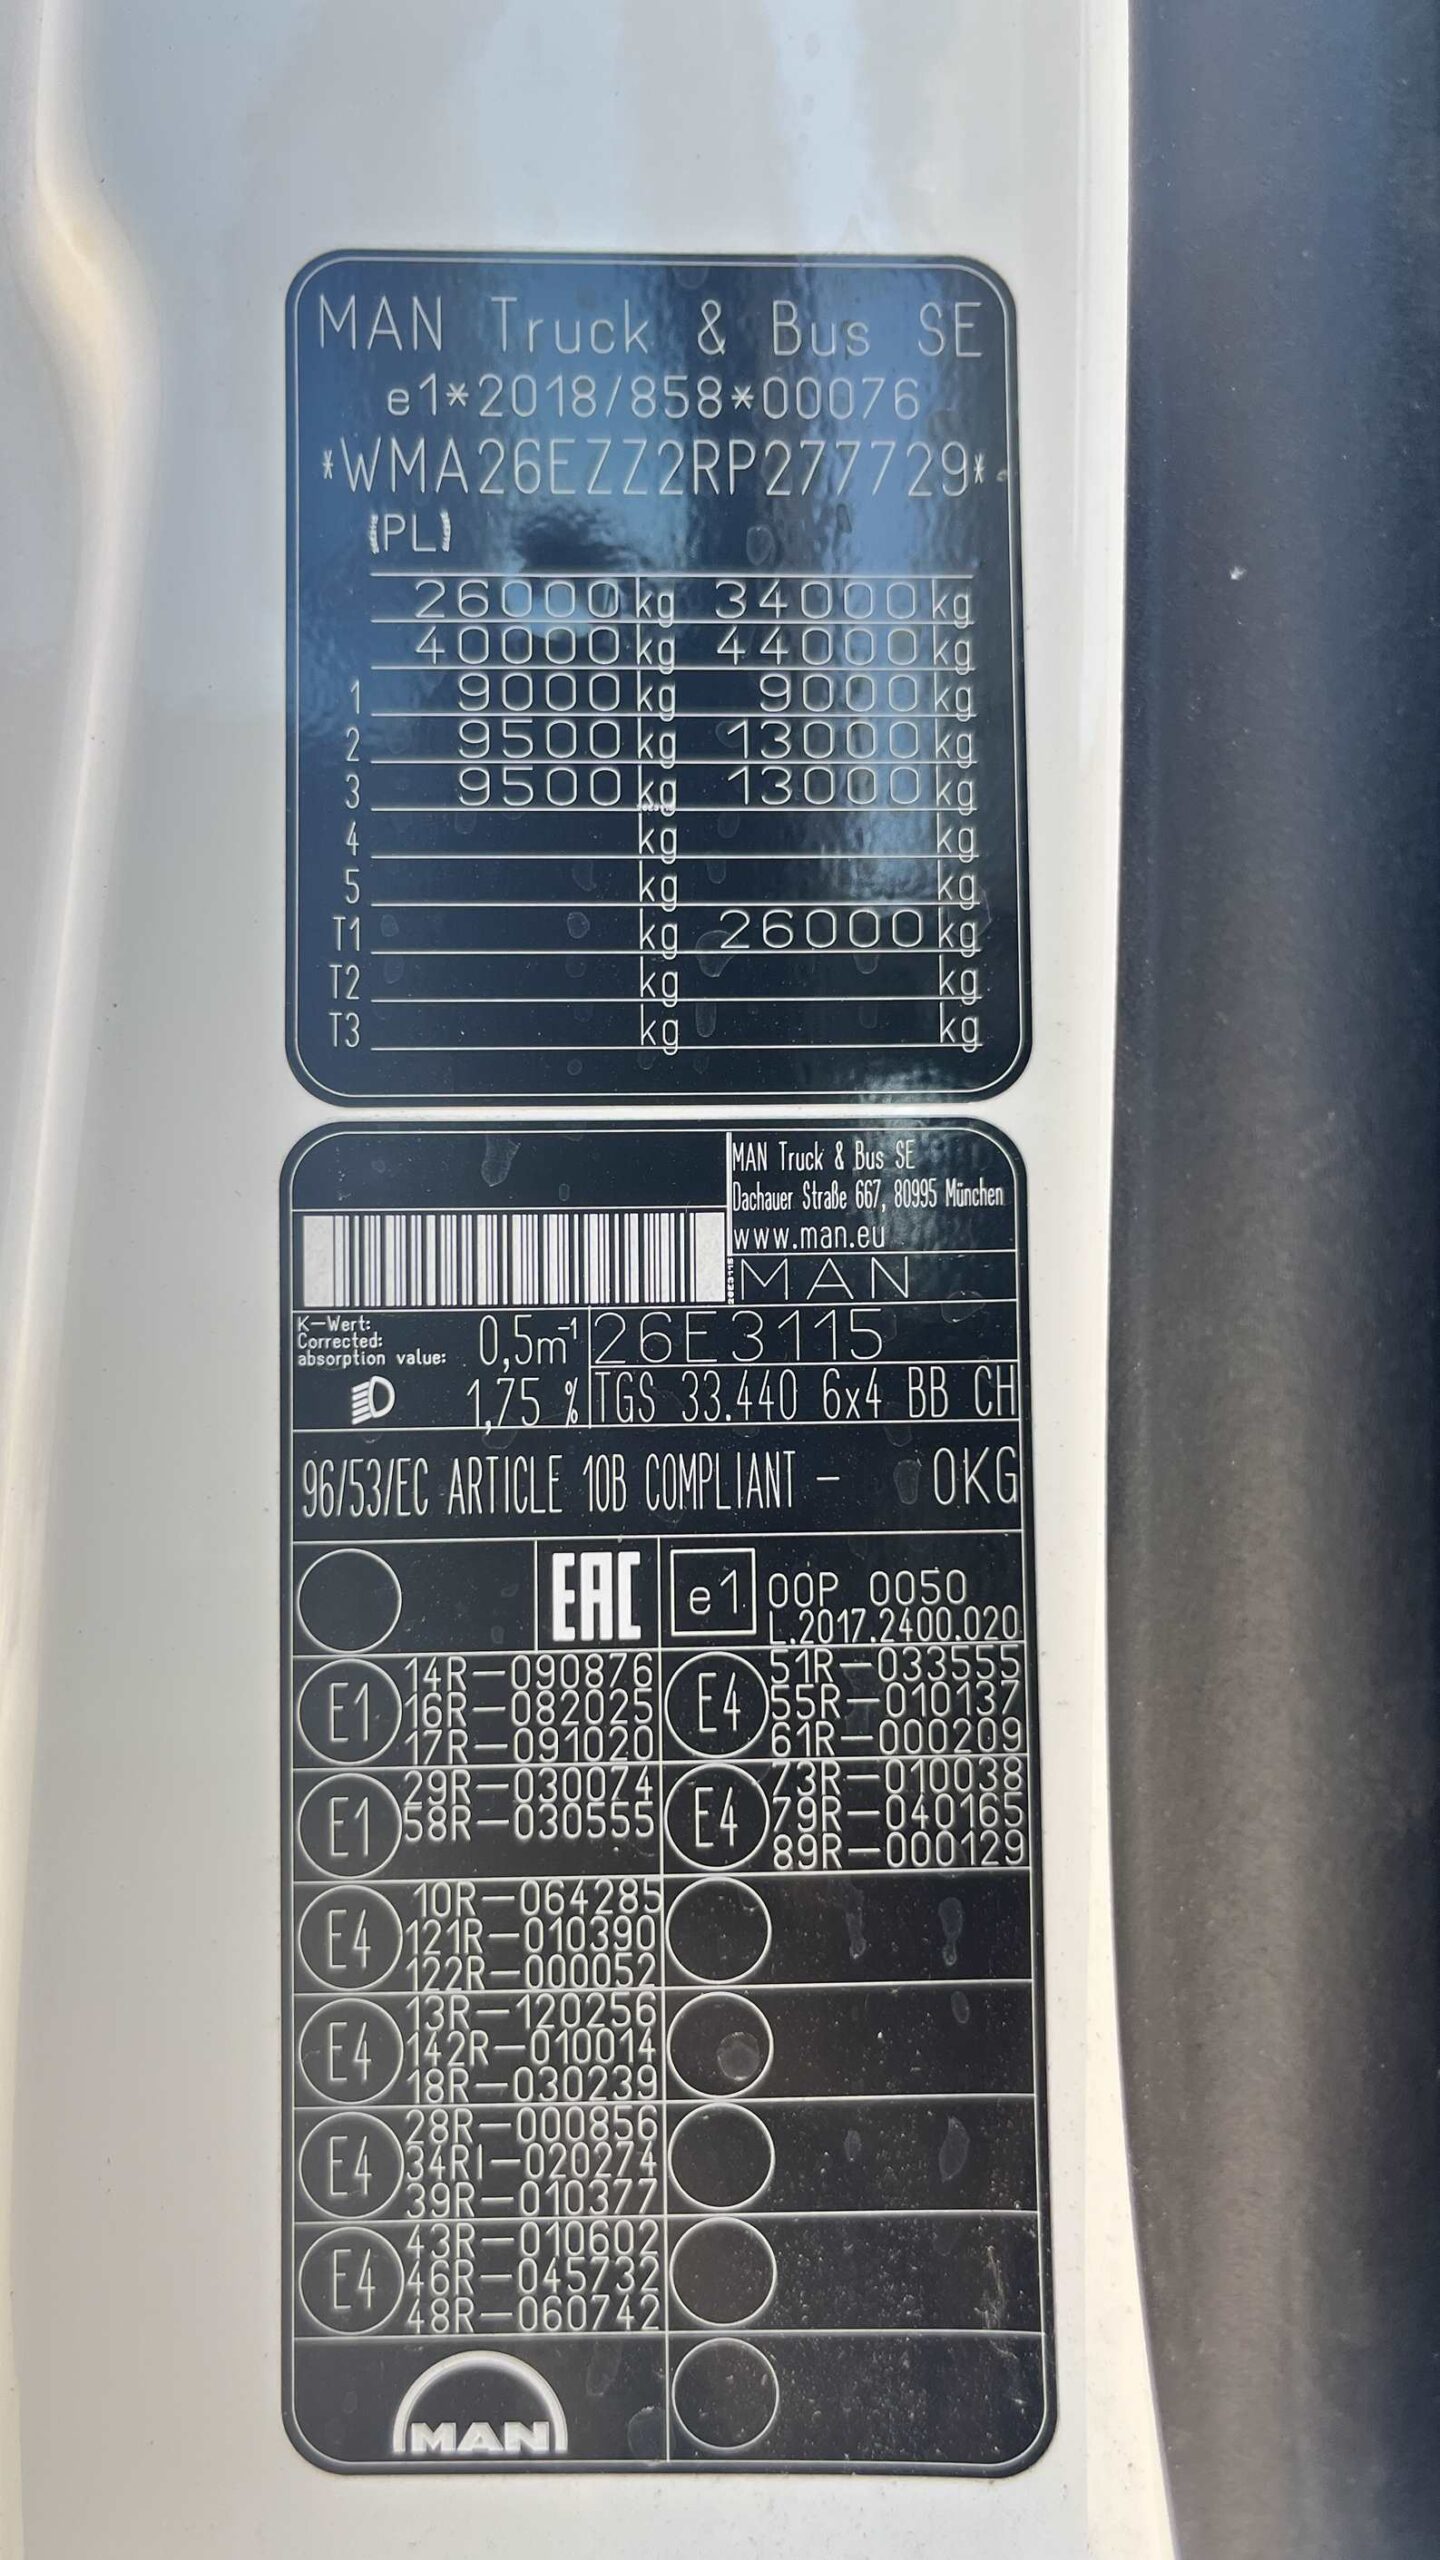 MAN Truck & Bus SE
e1*2018/858*00076
*WMA26EZZ2RP277729*
(PL)
26000 kg 34000 kg
40000 kg 44000 kg
1 9000 kg 9000 kg
2 9500 kg 13000 kg
3 9500 kg 13000 kg
4 kg kg
5 kg kg
T1 kg 26000 kg
T2 kg kg
T3 kg kg
MAN Truck & Bus SE
Dachauer Straße 667, 80995 München
www.man.eu
MAN
K-Wert:
Corrected:
absorption value: 0,5m-1
26E3115
1,75 %
TGS 33.440 6x4 BB CH
96/53/EC ARTICLE 10B COMPLIANT - 0KG
EAC
e1 00P 0050
L.2017.2400.020
E1
14R-090876
16R-082025
17R-091020
E4
51R-033555
55R-010137
61R-000209
E1
29R-030074
58R-030555
E4
73R-010038
79R-040165
89R-000129
E4
10R-064285
121R-010390
122R-000052
E4
13R-120256
142R-010014
18R-030239
E4
28R-000856
34RI-020274
39R-010377
E4
43R-010602
46R-045732
48R-060742
MAN